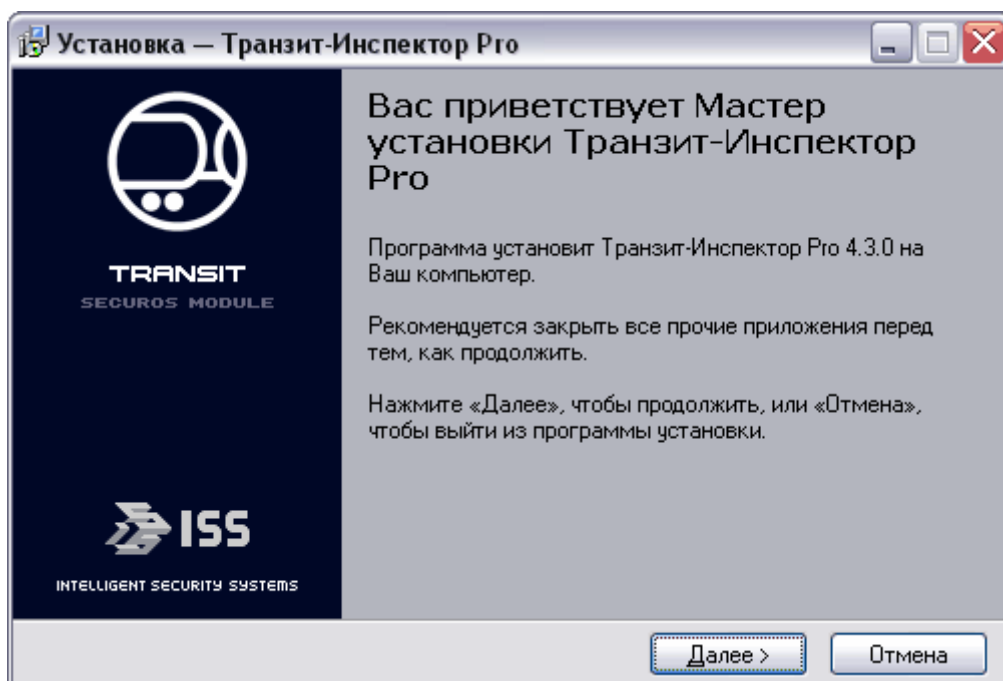 Установка — Транзит-Инспектор Pro
TRANSIT
SECUROS MODULE
ISS
INTELLIGENT SECURITY SYSTEMS
Вас приветствует Мастер
установки Транзит-Инспектор
Pro
Программа установит Транзит-Инспектор Pro 4.3.0 на
Ваш компьютер.
Рекомендуется закрыть все прочие приложения перед
тем, как продолжить.
Нажмите «Далее», чтобы продолжить, или «Отмена»,
чтобы выйти из программы установки.
Далее >
Отмена